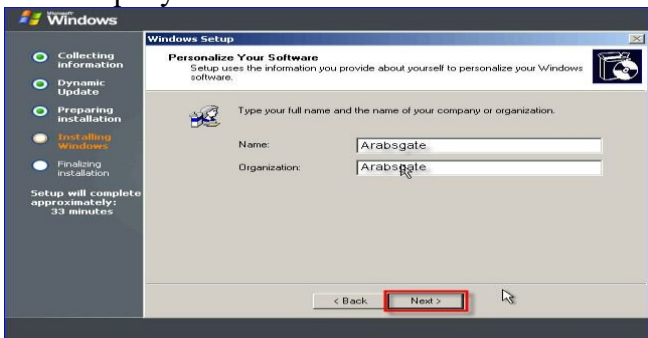 Microsoft
Windows
Windows Setup
Collecting
information
Dynamic
Update
Preparing
installation
Installing
Windows
Finalizing
installation
Setup will complete
approximately:
33 minutes
Personalize Your Software
Setup uses the information you provide about yourself to personalize your Windows
software.
Type your full name and the name of your company or organization.
Name: Arabsgate
Organization: Arabsgate
< Back Next >